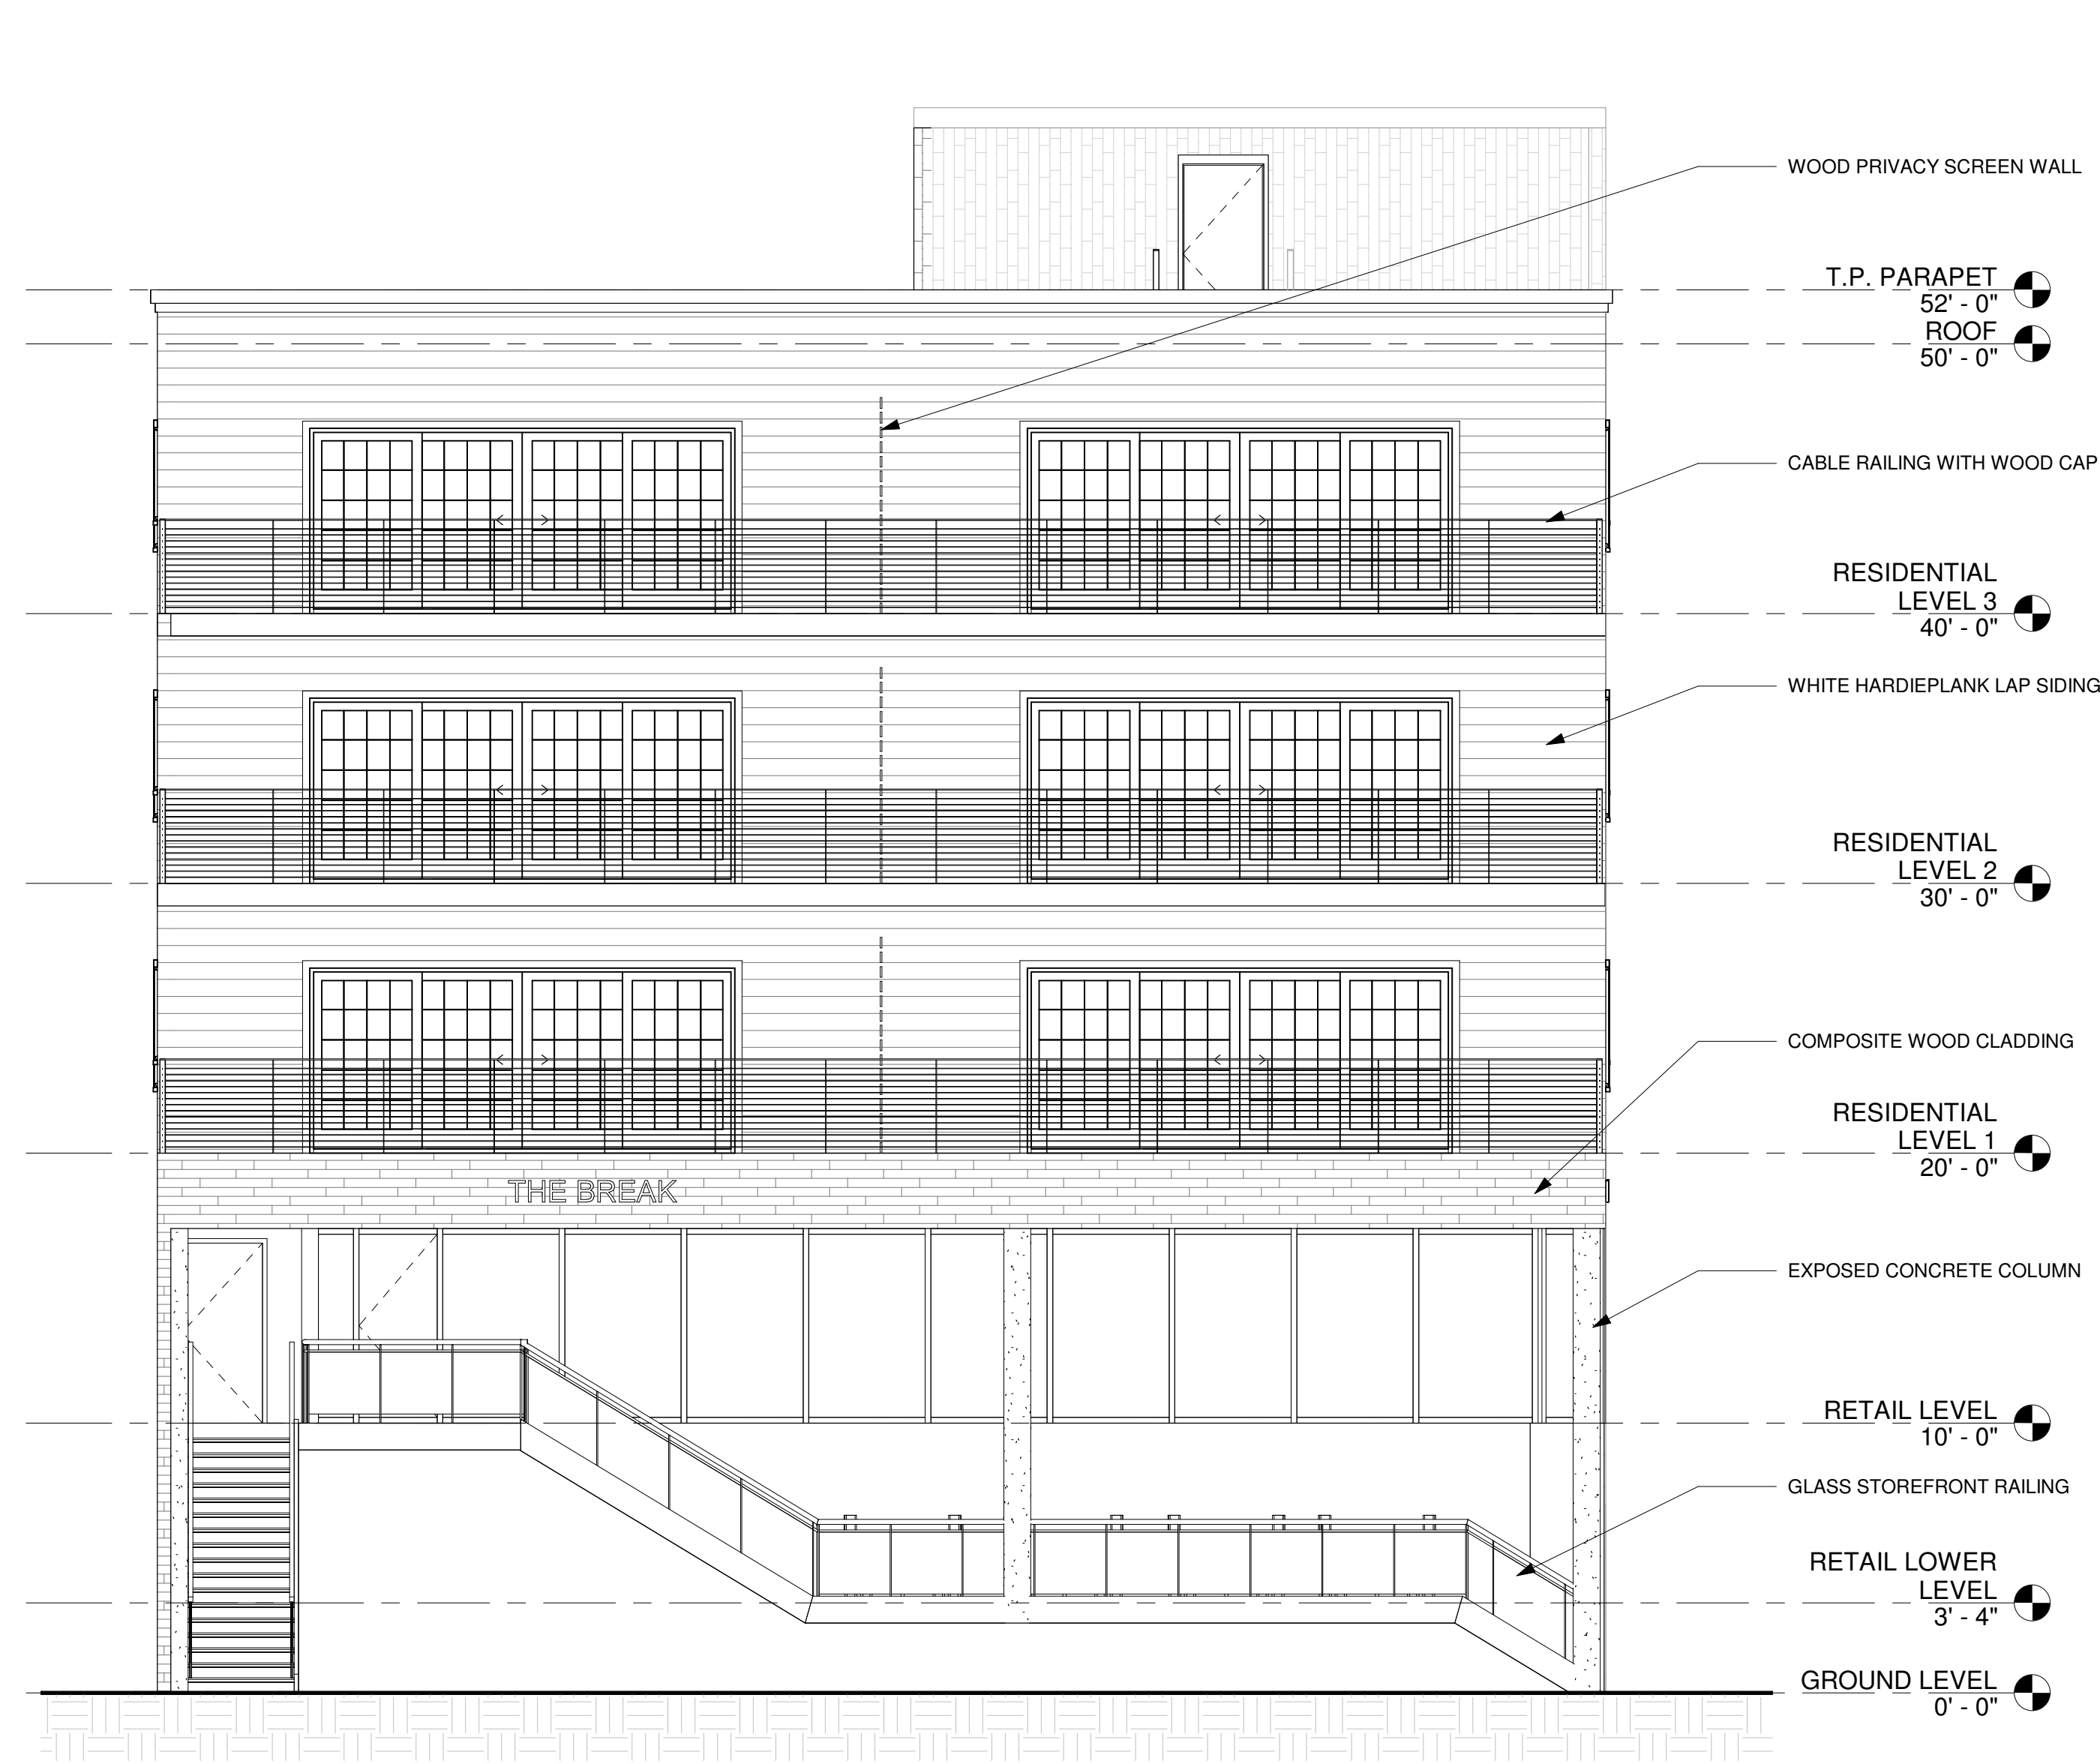 WOOD PRIVACY SCREEN WALL
T.P. PARAPET
52' - 0"
ROOF
50' - 0"
CABLE RAILING WITH WOOD CAP
RESIDENTIAL
LEVEL 3
40' - 0"
WHITE HARDIEPLANK LAP SIDING
RESIDENTIAL
LEVEL 2
30' - 0"
COMPOSITE WOOD CLADDING
RESIDENTIAL
LEVEL 1
20' - 0"
THE BREAK
EXPOSED CONCRETE COLUMN
RETAIL LEVEL
10' - 0"
GLASS STOREFRONT RAILING
RETAIL LOWER
LEVEL
3' - 4"
GROUND LEVEL
0' - 0"